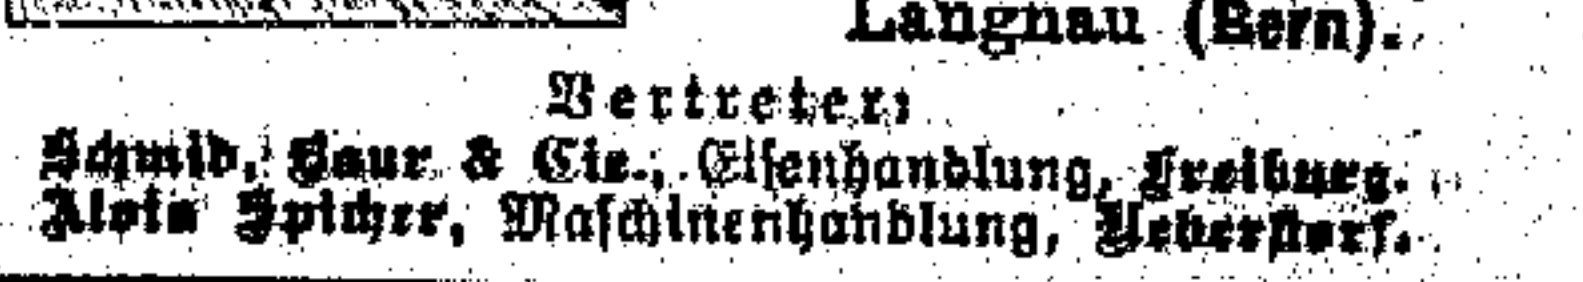 Langnau (Bern).
Vertreter:
Schmid, Baur & Cie., Eisenhandlung, Freiburg.
Alois Spicher, Maschinenhandlung, Ueberstorf.